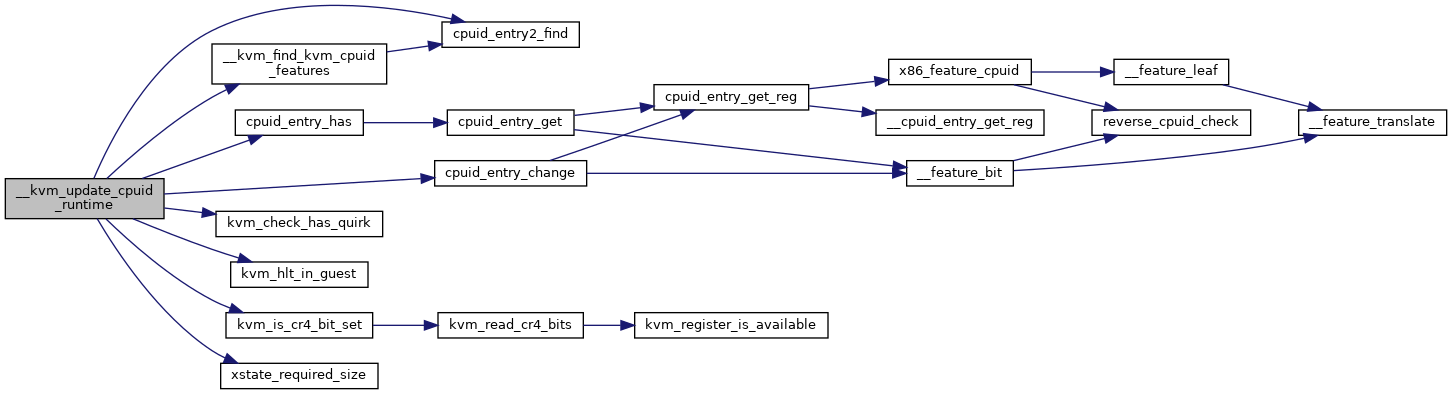 cpuid_entry2_find
__kvm_find_kvm_cpuid
_features
x86_feature_cpuid
__feature_leaf
cpuid_entry_get_reg
cpuid_entry_has
cpuid_entry_get
__cpuid_entry_get_reg
reverse_cpuid_check
__feature_translate
cpuid_entry_change
__feature_bit
__kvm_update_cpuid
_runtime
kvm_check_has_quirk
kvm_hlt_in_guest
kvm_is_cr4_bit_set
kvm_read_cr4_bits
kvm_register_is_available
xstate_required_size